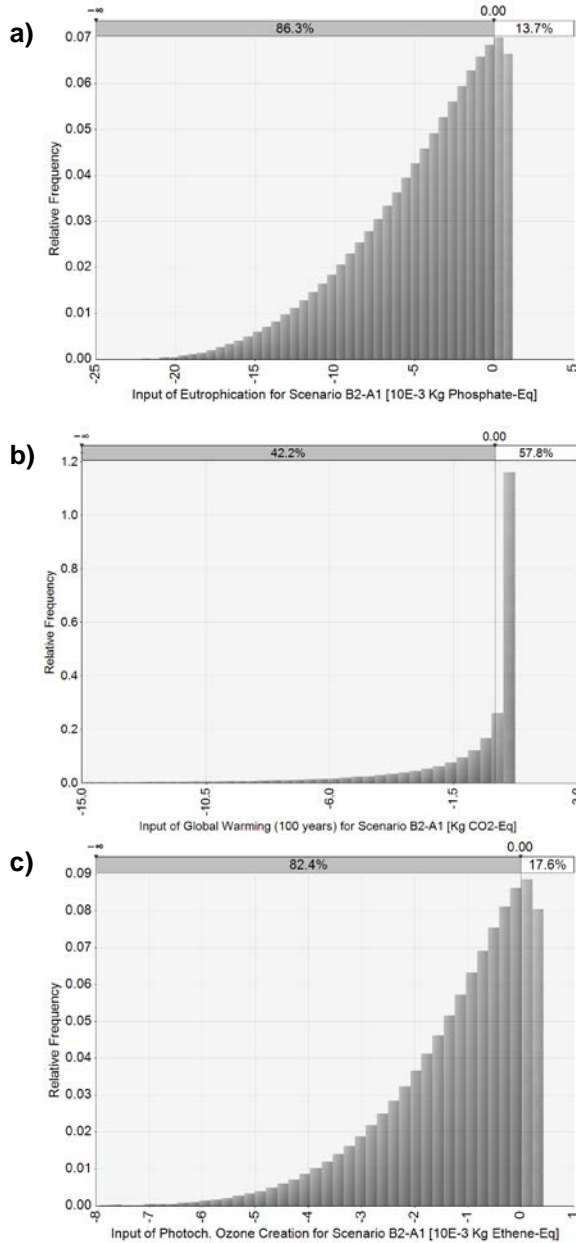 a)
−∞ 0.00
86.3% 13.7%
0.07
0.06
0.05
0.04
0.03
0.02
0.01
0.00
Relative Frequency
-25 -20 -15 -10 -5 0 5
Input of Eutrophication for Scenario B2-A1 [10E-3 Kg Phosphate-Eq]
b)
−∞ 0.00
42.2% 57.8%
1.2
1.0
0.8
0.6
0.4
0.2
0.0
Relative Frequency
-15.0 -10.5 -6.0 -1.5 3.0
Input of Global Warming (100 years) for Scenario B2-A1 [Kg CO2-Eq]
c)
−∞ 0.00
82.4% 17.6%
0.09
0.08
0.07
0.06
0.05
0.04
0.03
0.02
0.01
0.00
Relative Frequency
-8 -7 -6 -5 -4 -3 -2 -1 0 1
Input of Photoch. Ozone Creation for Scenario B2-A1 [10E-3 Kg Ethene-Eq]